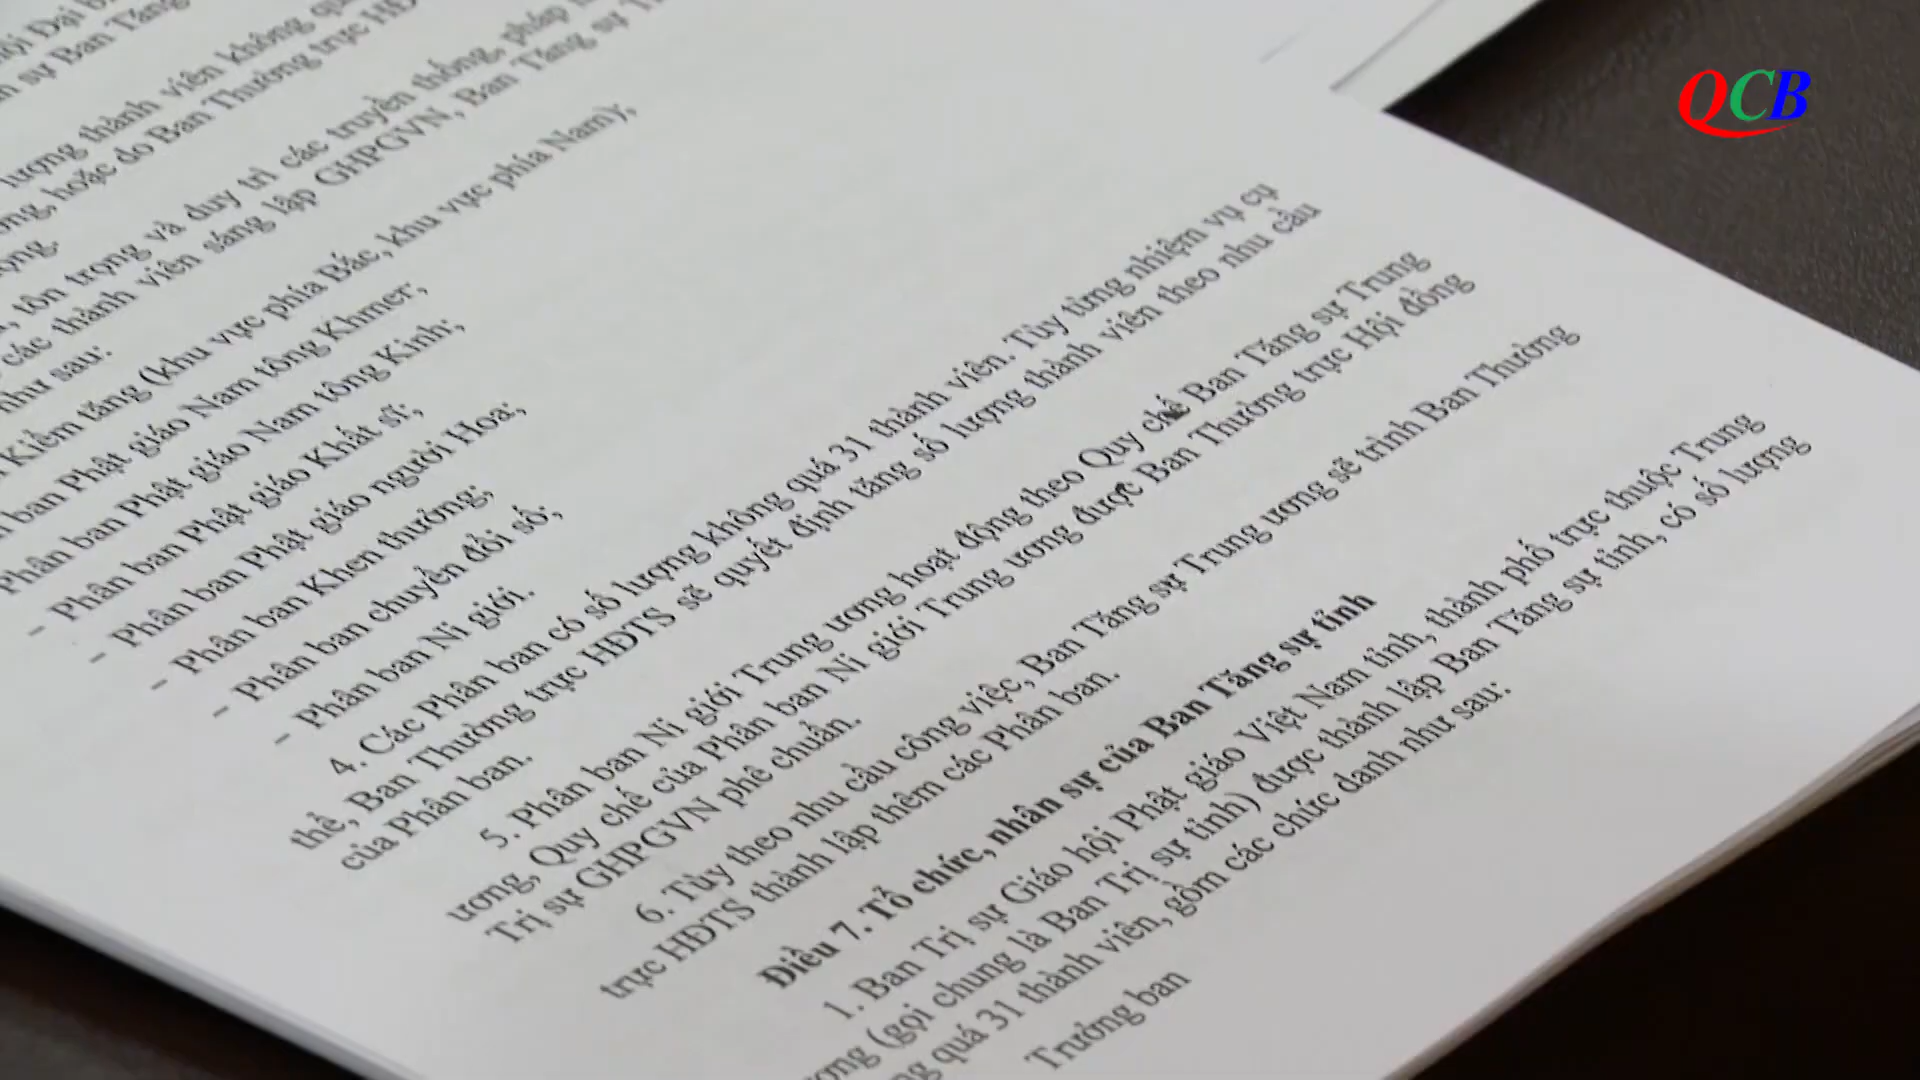 QCB
sự Ban Tăng
lượng thành viên không
hoặc do Ban Thường trực
tôn trọng và duy trì các truyền thống, pháp
các thành viên sáng lập GHPGVN, Ban Tăng sự
như sau:
Kiểm tăng (khu vực phía Bắc, khu vực phía Nam);
ban Phật giáo Nam tông Khmer;
Phân ban Phật giáo Nam tông Kinh;
- Phân ban Phật giáo Khất sĩ;
- Phân ban Phật giáo người Hoa;
- Phân ban Khen thưởng;
- Phân ban chuyển đổi số;
- Phân ban Ni giới.
4. Các Phân ban có số lượng không quá 31 thành viên. Tùy từng nhiệm vụ cụ
thể, Ban Thường trực HĐTS sẽ quyết định tăng số lượng thành viên theo nhu cầu
của Phân ban.
5. Phân ban Ni giới Trung ương hoạt động theo Quy chế Ban Tăng sự Trung
ương, Quy chế của Phân ban Ni giới Trung ương được Ban Thường trực Hội đồng
Trị sự GHPGVN phê chuẩn.
6. Tùy theo nhu cầu công việc, Ban Tăng sự Trung ương sẽ trình Ban Thường
trực HĐTS thành lập thêm các Phân ban.
Điều 7. Tổ chức, nhân sự của Ban Tăng sự tỉnh
1. Ban Trị sự Giáo hội Phật giáo Việt Nam tỉnh, thành phố trực thuộc Trung
(gọi chung là Ban Trị sự tỉnh) được thành lập Ban Tăng sự tỉnh, có số lượng
quá 31 thành viên, gồm các chức danh như sau:
Trưởng ban